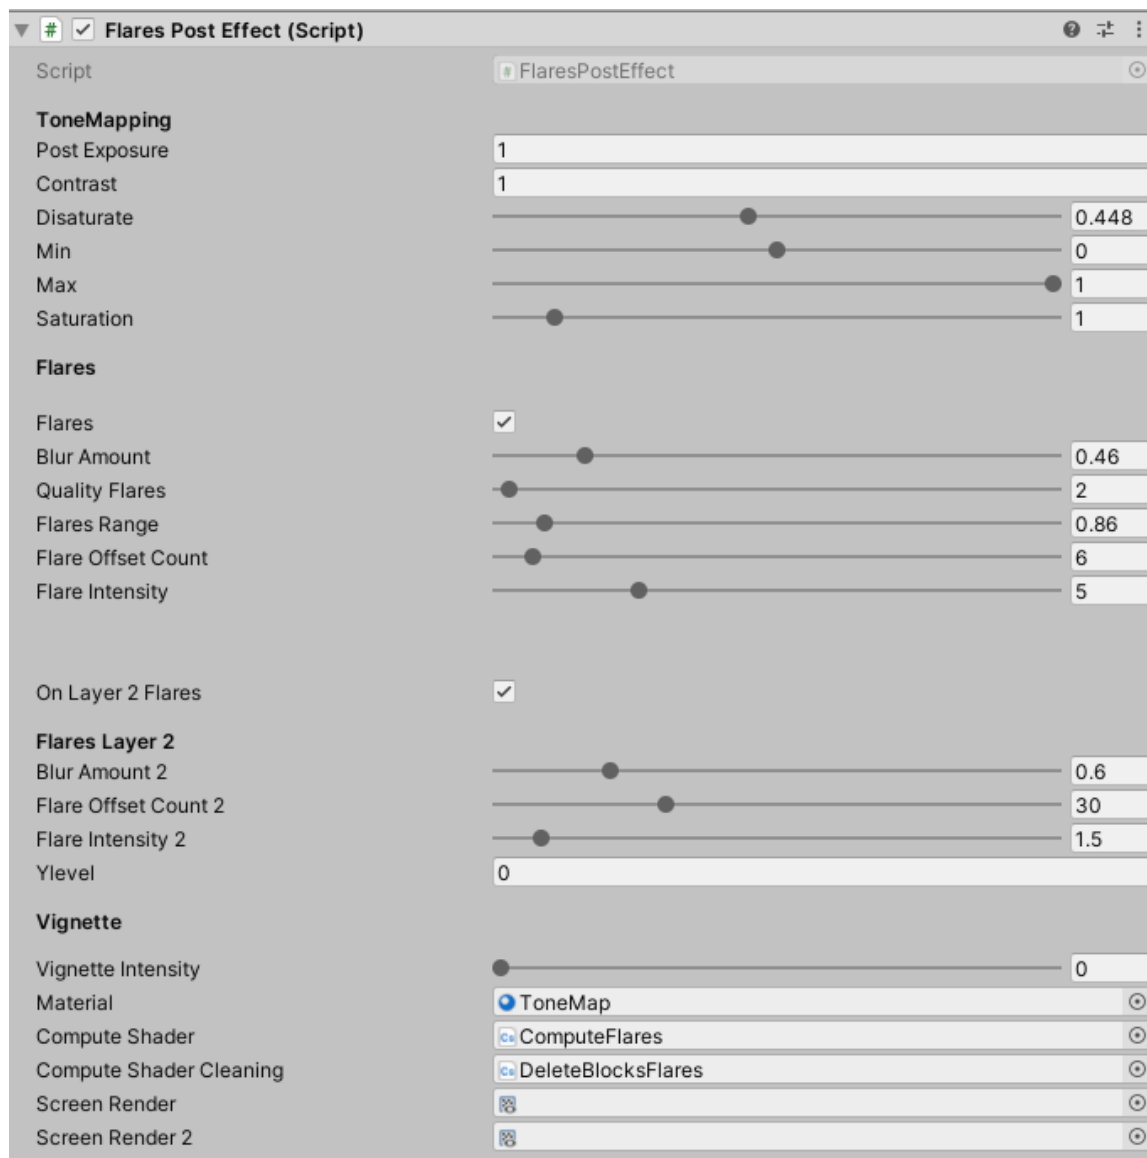 Flares Post Effect (Script)
Script FlaresPostEffect
ToneMapping
Post Exposure 1
Contrast 1
Disaturate 0.448
Min 0
Max 1
Saturation 1
Flares
Flares
Blur Amount 0.46
Quality Flares 2
Flares Range 0.86
Flare Offset Count 6
Flare Intensity 5
On Layer 2 Flares
Flares Layer 2
Blur Amount 2 0.6
Flare Offset Count 2 30
Flare Intensity 2 1.5
Ylevel 0
Vignette
Vignette Intensity 0
Material ToneMap
Compute Shader ComputeFlares
Compute Shader Cleaning DeleteBlocksFlares
Screen Render
Screen Render 2